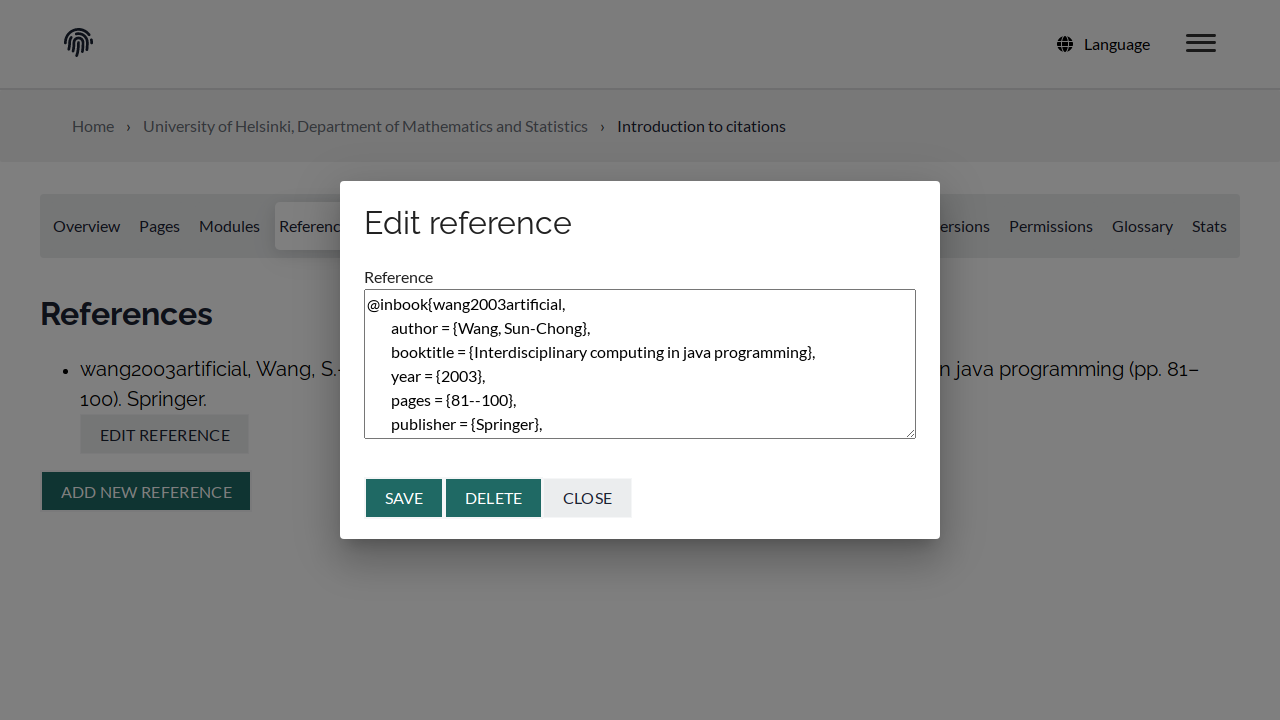 Language
Home › University of Helsinki, Department of Mathematics and Statistics › Introduction to citations
Overview Pages Modules Referenc ersions Permissions Glossary Stats
References
wang2003artificial, Wang, S.- n java programming (pp. 81–
100). Springer.
EDIT REFERENCE
ADD NEW REFERENCE
Edit reference
Reference
@inbook{wang2003artificial,
author = {Wang, Sun-Chong},
booktitle = {Interdisciplinary computing in java programming},
year = {2003},
pages = {81--100},
publisher = {Springer},
SAVE DELETE CLOSE